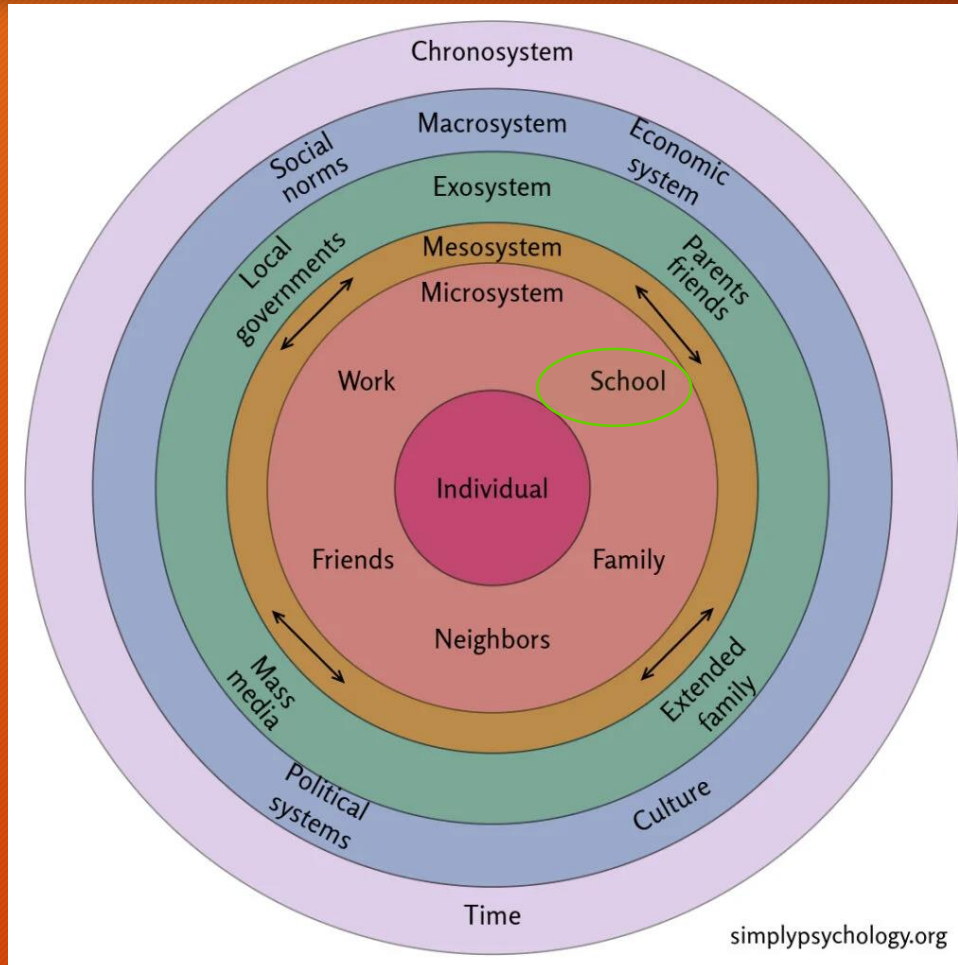 Chronosystem
Macrosystem
Social
norms
Economic
system
Exosystem
Local
governments
Parents
friends
Mesosystem
Microsystem
Work
School
Individual
Friends
Family
Neighbors
Mass
media
Extended
family
Political
systems
Culture
Time
simplypsychology.org